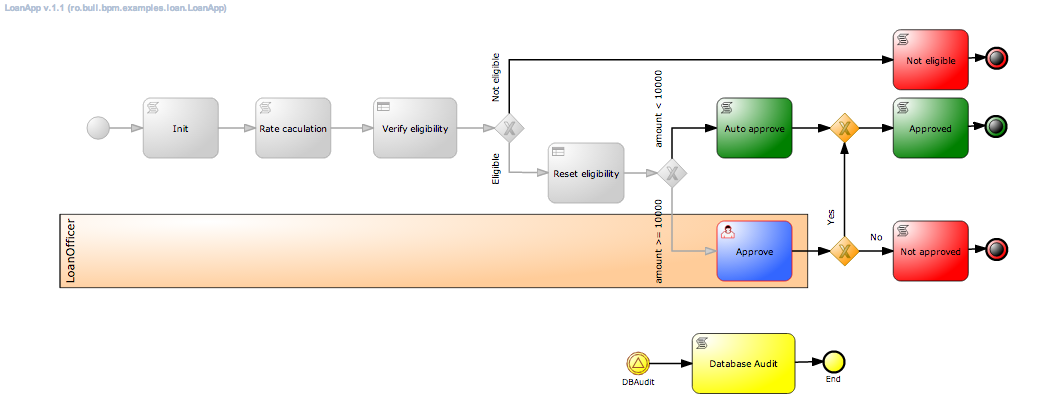 LoanApp v.1.1 (ro.bull.bpm.examples.loan.LoanApp)
Not eligible
Not eligible
amount < 10000
Init
Rate caculation
Verify eligibility
Auto approve
Approved
Eligible
Reset eligibility
LoanOfficer
amount >= 10000
Approve
Yes
No
Not approved
Database Audit
DBAudit
End